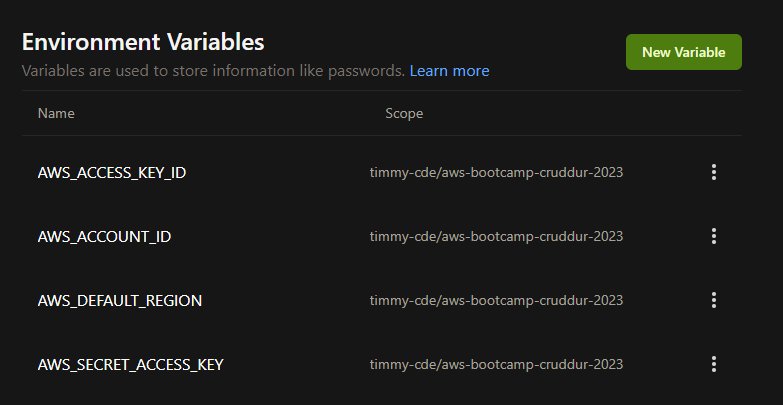 Environment Variables
New Variable
Variables are used to store information like passwords. Learn more
Name Scope
AWS_ACCESS_KEY_ID timmy-cde/aws-bootcamp-cruddur-2023
AWS_ACCOUNT_ID timmy-cde/aws-bootcamp-cruddur-2023
AWS_DEFAULT_REGION timmy-cde/aws-bootcamp-cruddur-2023
AWS_SECRET_ACCESS_KEY timmy-cde/aws-bootcamp-cruddur-2023